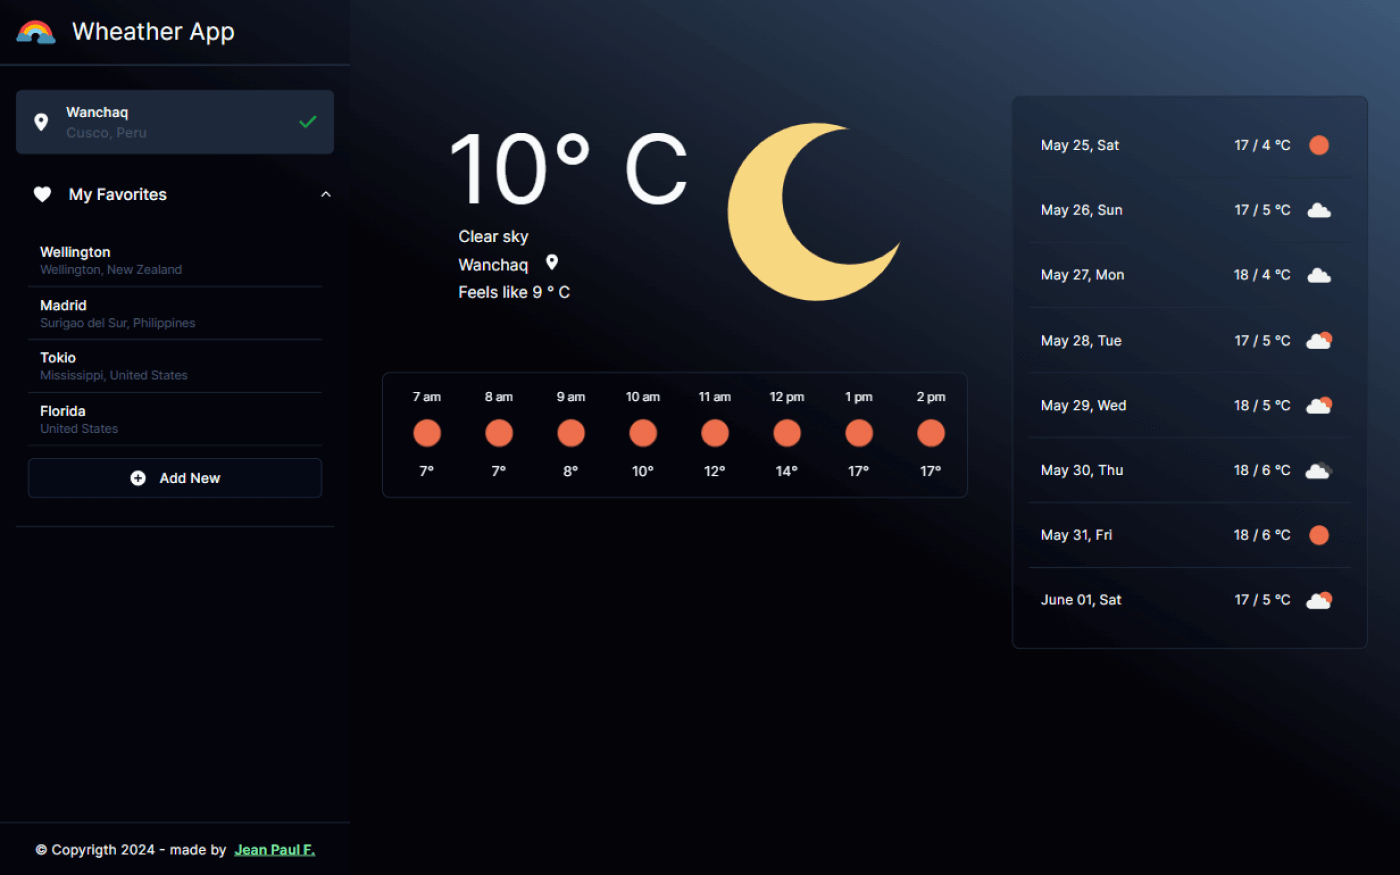 Wheather App
Wanchaq
Cusco, Peru
My Favorites
Wellington
Wellington, New Zealand
Madrid
Surigao del Sur, Philippines
Tokio
Mississippi, United States
Florida
United States
Add New
© Copyrigth 2024 - made by Jean Paul F.
10° C
Clear sky
Wanchaq
Feels like 9 ° C
7 am 8 am 9 am 10 am 11 am 12 pm 1 pm 2 pm
7° 7° 8° 10° 12° 14° 17° 17°
May 25, Sat 17 / 4 °C
May 26, Sun 17 / 5 °C
May 27, Mon 18 / 4 °C
May 28, Tue 17 / 5 °C
May 29, Wed 18 / 5 °C
May 30, Thu 18 / 6 °C
May 31, Fri 18 / 6 °C
June 01, Sat 17 / 5 °C